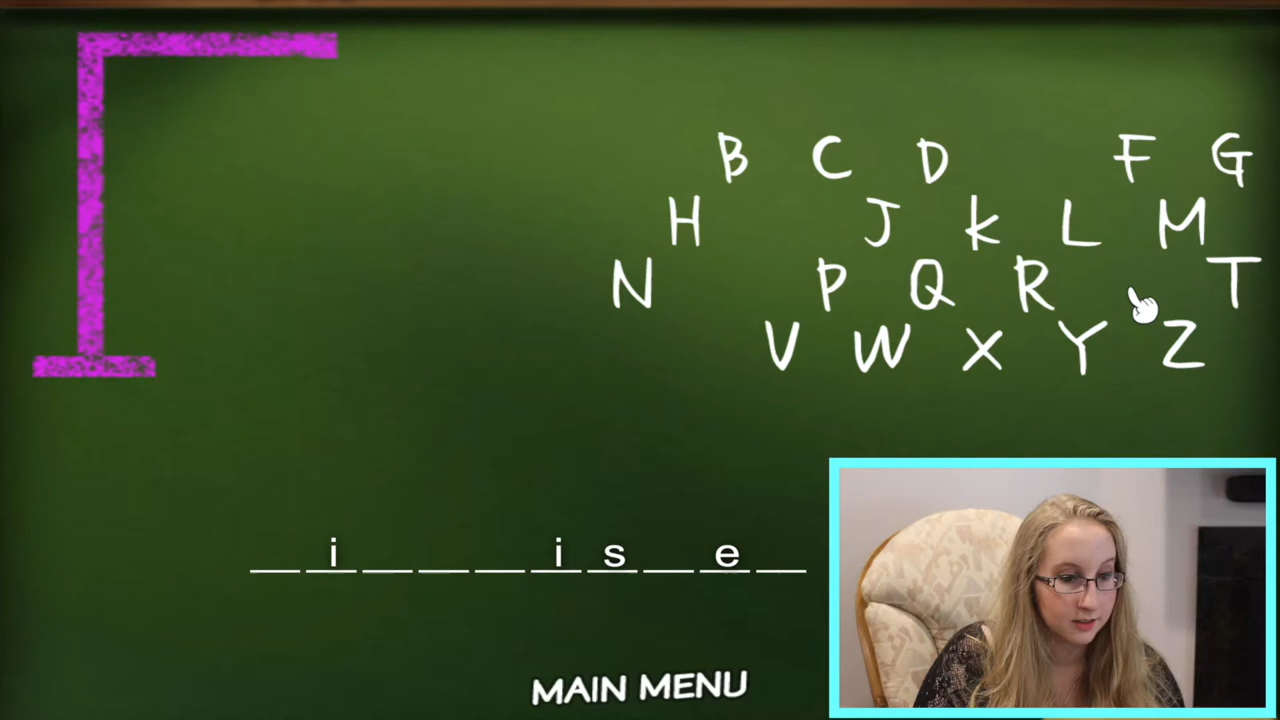 B C D F G
H J K L M
N P Q R T
V W X Y Z
_ i _ _ _ i s _ e _
MAIN MENU